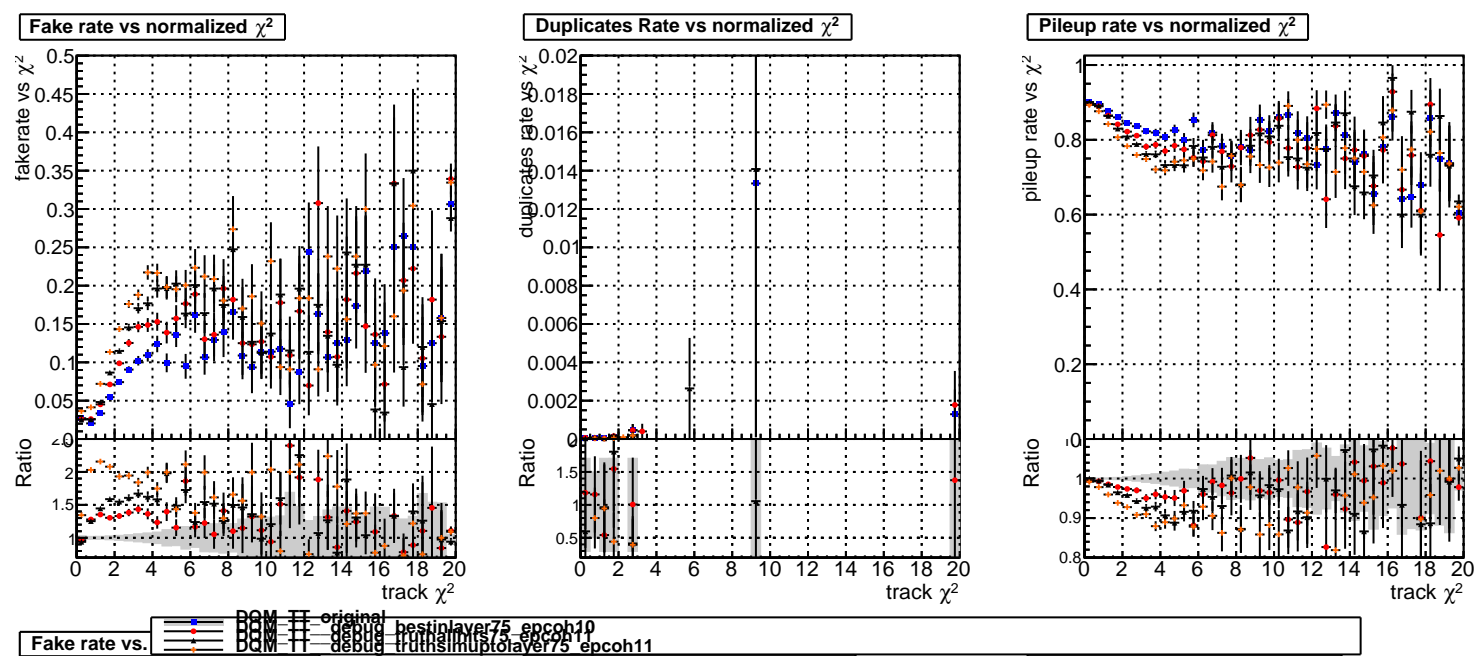 Fake rate vs normalized χ²
fakerate vs χ²
0.5
0.45
0.4
0.35
0.3
0.25
0.2
0.15
0.1
0.05
Ratio
2
1.5
1
0 2 4 6 8 10 12 14 16 18 20
track χ²
Duplicates Rate vs normalized χ²
duplicates rate vs χ²
0.02
0.018
0.016
0.014
0.012
0.01
0.008
0.006
0.004
0.002
0
Ratio
1.5
1
0.5
0 2 4 6 8 10 12 14 16 18 20
track χ²
Pileup rate vs normalized χ²
pileup rate vs χ²
1
0.8
0.6
0.4
0.2
Ratio
1
0.9
0.8
0 2 4 6 8 10 12 14 16 18 20
track χ²
DQM_TT_original
DQM_TT__debug_bestinlayer75_epcoh10
DQM_TT__debug_truthallhits75_epcoh11
DQM_TT__debug_truthsimuptolayer75_epcoh11
Fake rate vs.